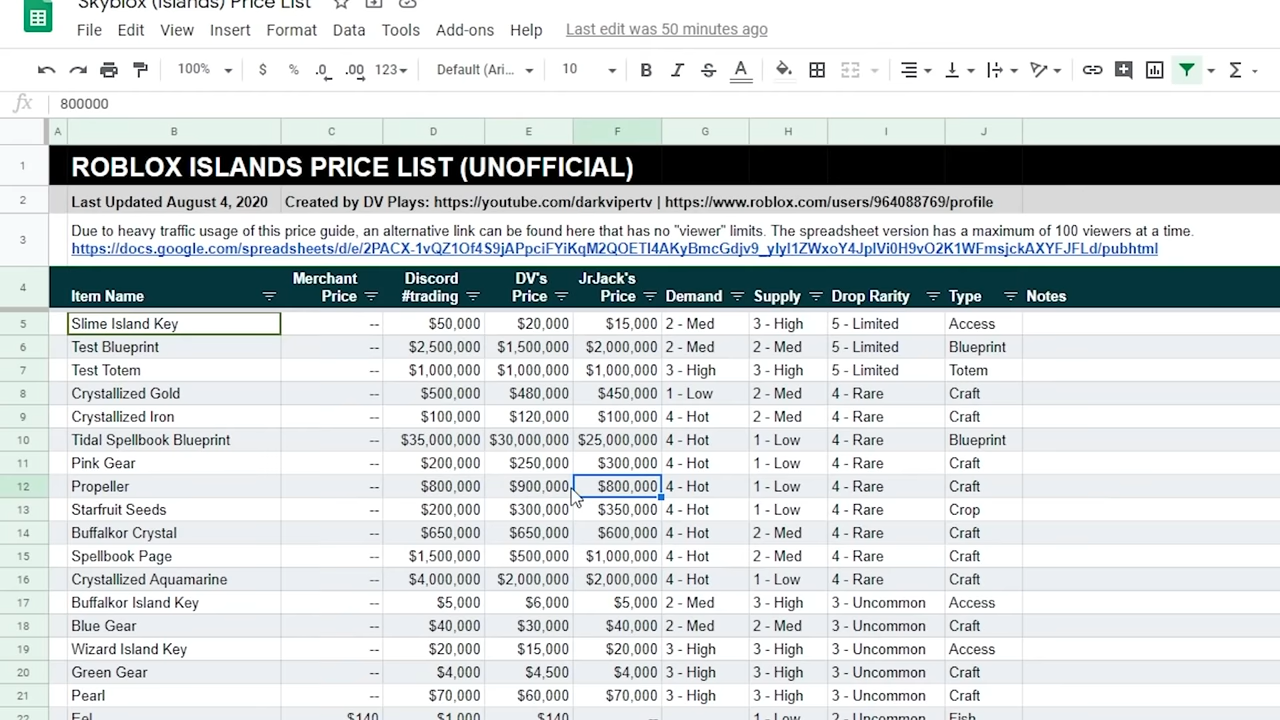 Skyblox (Islands) Price List
File Edit View Insert Format Data Tools Add-ons Help Last edit was 50 minutes ago
100% $ % .0 .00 123 Default (Ari... 10 B I S A
fx 800000
A B C D E F G H I J
1 ROBLOX ISLANDS PRICE LIST (UNOFFICIAL)
2 Last Updated August 4, 2020 Created by DV Plays: https://youtube.com/darkvipertv | https://www.roblox.com/users/964088769/profile
Due to heavy traffic usage of this price guide, an alternative link can be found here that has no "viewer" limits. The spreadsheet version has a maximum of 100 viewers at a time.
3 https://docs.google.com/spreadsheets/d/e/2PACX-1vQZ1Of4S9jAPpciFYiKqM2QOETI4AKyBmcGdjv9_ylyI1ZWxoY4JpIVi0H9vO2K1WFmsjckAXYFJFLd/pubhtml
Merchant Discord DV's JrJack's
4 Item Name Price #trading Price Price Demand Supply Drop Rarity Type Notes
5 Slime Island Key -- $50,000 $20,000 $15,000 2 - Med 3 - High 5 - Limited Access
6 Test Blueprint -- $2,500,000 $1,500,000 $2,000,000 2 - Med 2 - Med 5 - Limited Blueprint
7 Test Totem -- $1,000,000 $1,000,000 $1,000,000 3 - High 3 - High 5 - Limited Totem
8 Crystallized Gold -- $500,000 $480,000 $450,000 1 - Low 2 - Med 4 - Rare Craft
9 Crystallized Iron -- $100,000 $120,000 $100,000 4 - Hot 2 - Med 4 - Rare Craft
10 Tidal Spellbook Blueprint -- $35,000,000 $30,000,000 $25,000,000 4 - Hot 1 - Low 4 - Rare Blueprint
11 Pink Gear -- $200,000 $250,000 $300,000 4 - Hot 1 - Low 4 - Rare Craft
12 Propeller -- $800,000 $900,000 $800,000 4 - Hot 1 - Low 4 - Rare Craft
13 Starfruit Seeds -- $200,000 $300,000 $350,000 4 - Hot 1 - Low 4 - Rare Crop
14 Buffalkor Crystal -- $650,000 $650,000 $600,000 4 - Hot 2 - Med 4 - Rare Craft
15 Spellbook Page -- $1,500,000 $500,000 $1,000,000 4 - Hot 2 - Med 4 - Rare Craft
16 Crystallized Aquamarine -- $4,000,000 $2,000,000 $2,000,000 4 - Hot 1 - Low 4 - Rare Craft
17 Buffalkor Island Key -- $5,000 $6,000 $5,000 2 - Med 3 - High 3 - Uncommon Access
18 Blue Gear -- $40,000 $30,000 $40,000 2 - Med 2 - Med 3 - Uncommon Craft
19 Wizard Island Key -- $20,000 $15,000 $20,000 3 - High 3 - High 3 - Uncommon Access
20 Green Gear -- $4,000 $4,500 $4,000 3 - High 3 - High 3 - Uncommon Craft
21 Pearl -- $70,000 $60,000 $70,000 3 - High 3 - High 3 - Uncommon Craft
22 Eel $140 $1,000 $140 -- 1 - Low 2 - Uncommon Fish